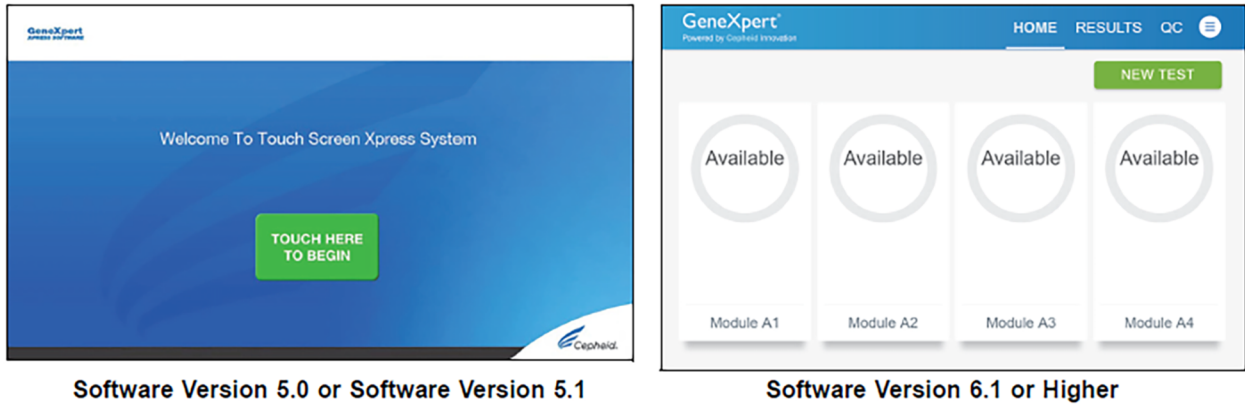 GeneXpert
XPRESS SOFTWARE
Welcome To Touch Screen Xpress System
TOUCH HERE
TO BEGIN
Cepheid.
Software Version 5.0 or Software Version 5.1
GeneXpert®
Powered by Cepheid Innovation
HOME RESULTS QC
NEW TEST
Available Available Available Available
Module A1 Module A2 Module A3 Module A4
Software Version 6.1 or Higher